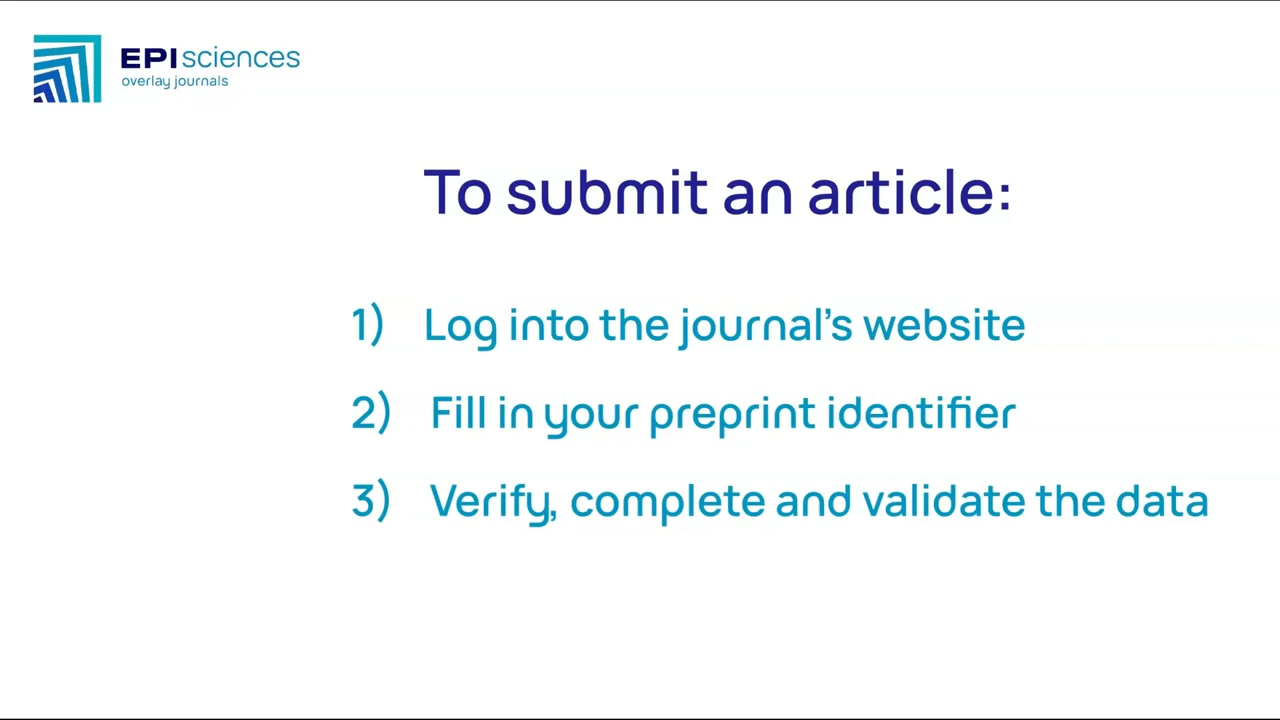 EPIsciences
overlay journals
To submit an article:
1) Log into the journal's website
2) Fill in your preprint identifier
3) Verify, complete and validate the data